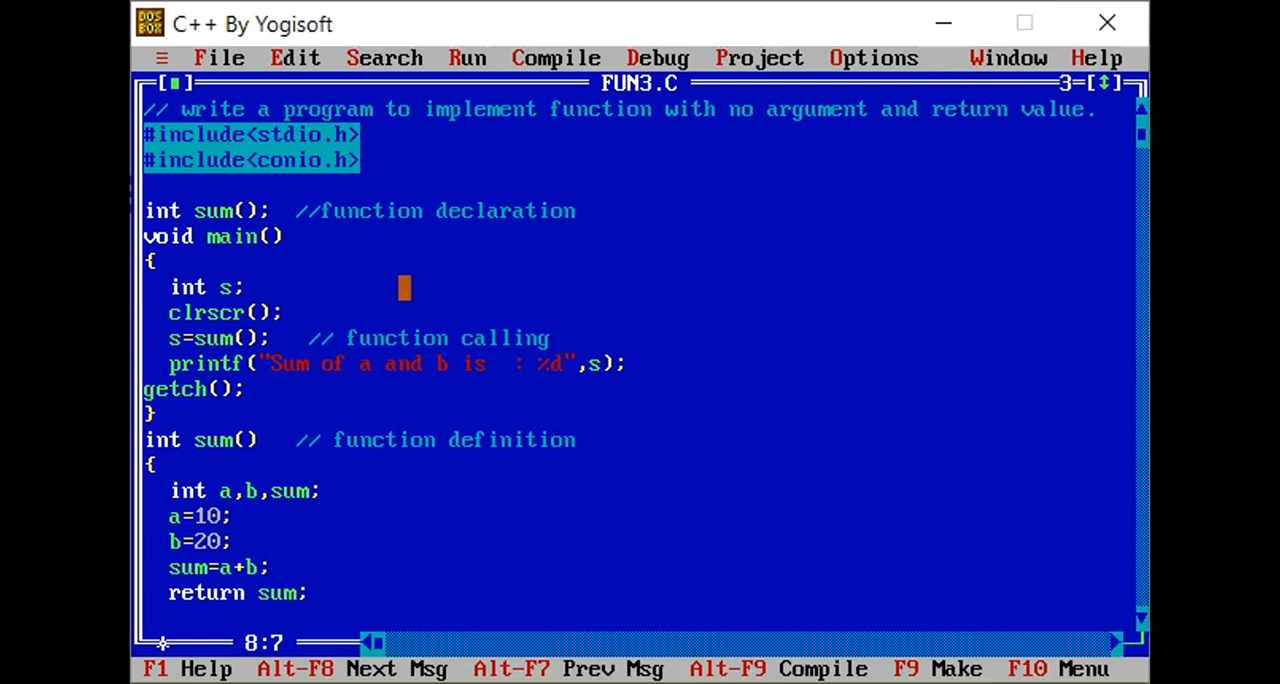 C++ By Yogisoft
≡ File Edit Search Run Compile Debug Project Options Window Help
[■] FUN3.C 3=[↕]
// write a program to implement function with no argument and return value.
#include<stdio.h>
#include<conio.h>
int sum(); //function declaration
void main()
{
int s;
clrscr();
s=sum(); // function calling
printf("Sum of a and b is : %d",s);
getch();
}
int sum() // function definition
{
int a,b,sum;
a=10;
b=20;
sum=a+b;
return sum;
8:7
F1 Help Alt-F8 Next Msg Alt-F7 Prev Msg Alt-F9 Compile F9 Make F10 Menu